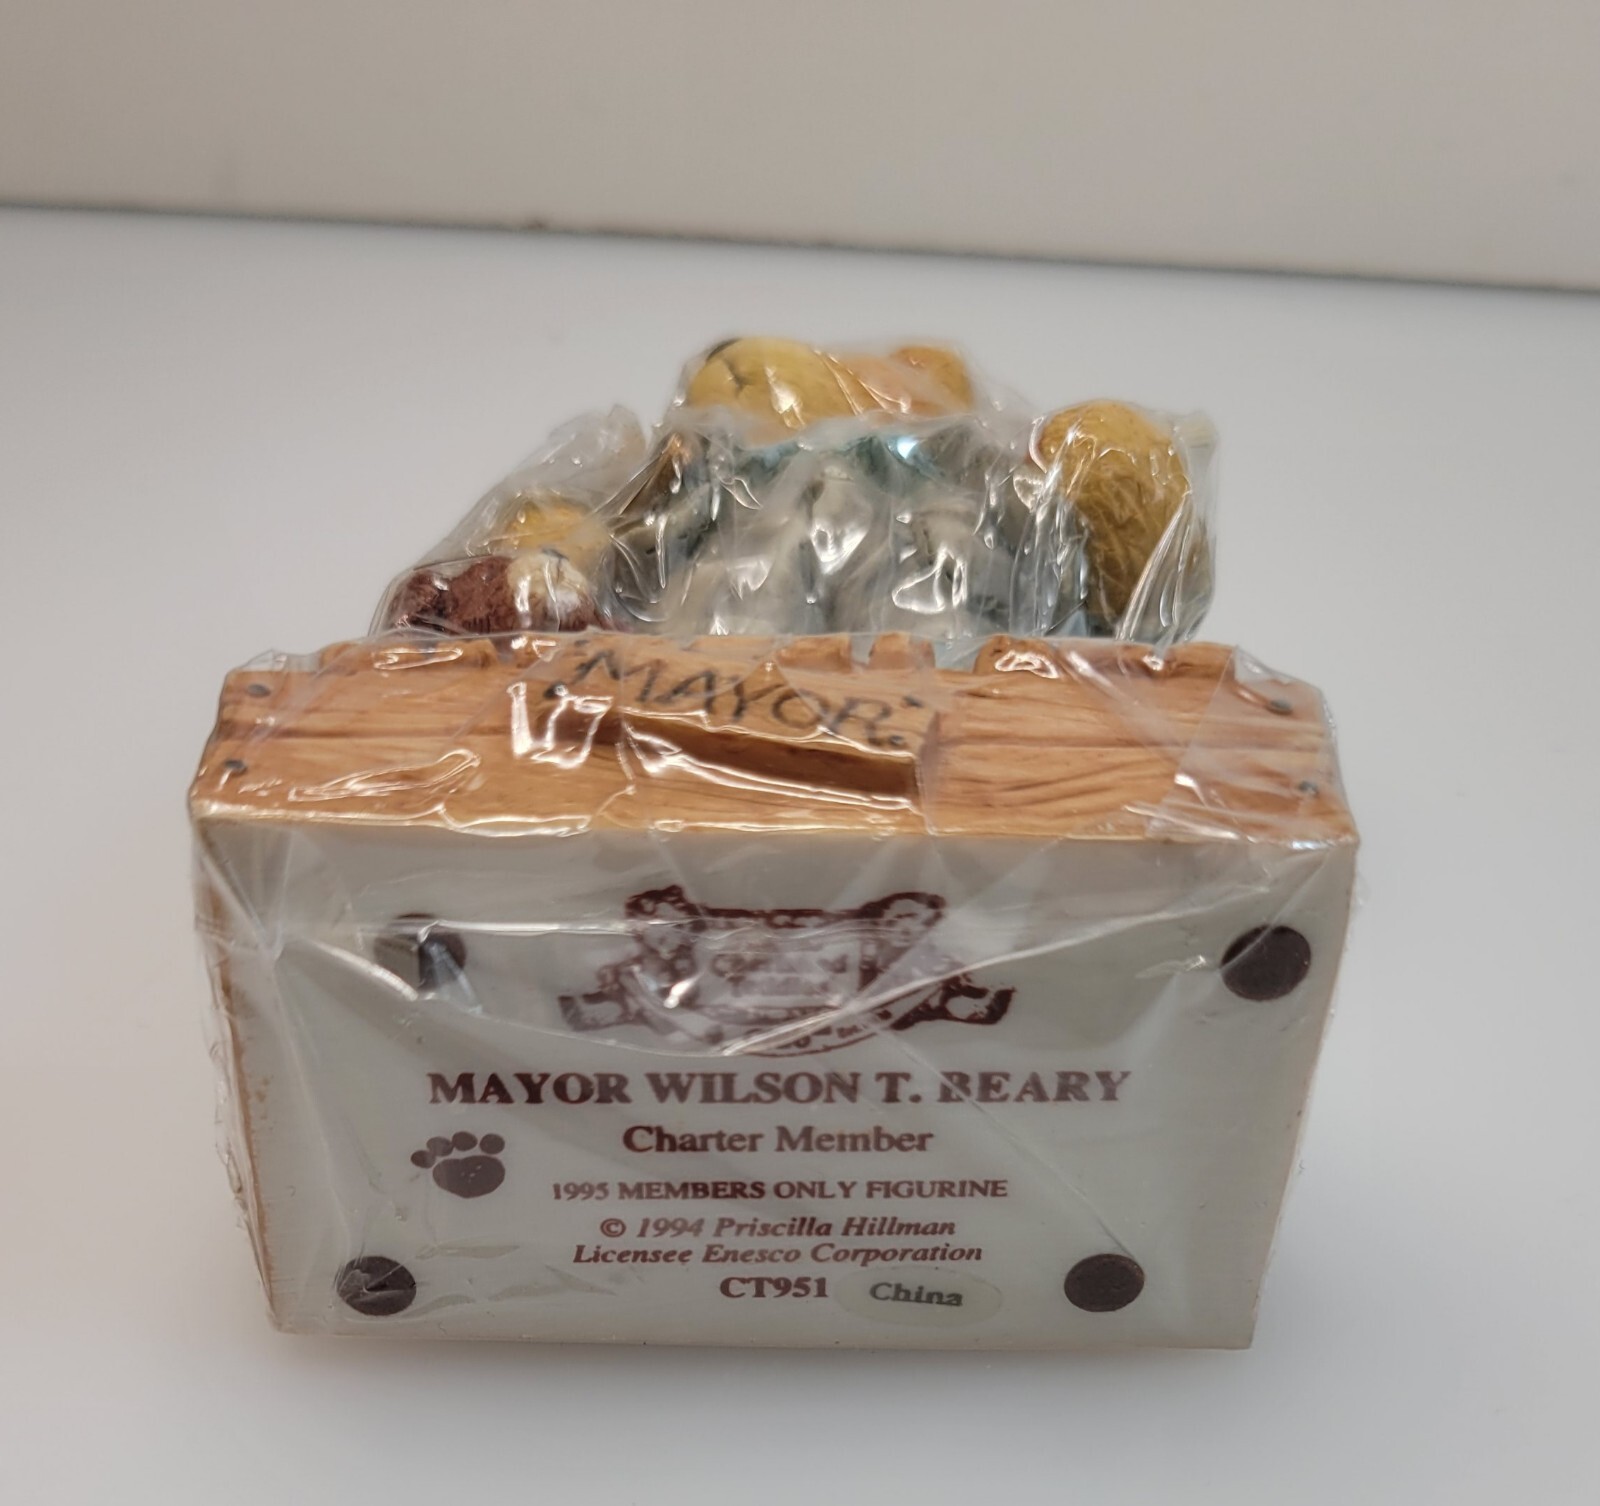 "MAYOR."
MAYOR WILSON T. BEARY
Charter Member
1995 MEMBERS ONLY FIGURINE
© 1994 Priscilla Hillman
Licensee Enesco Corporation
CT951 China